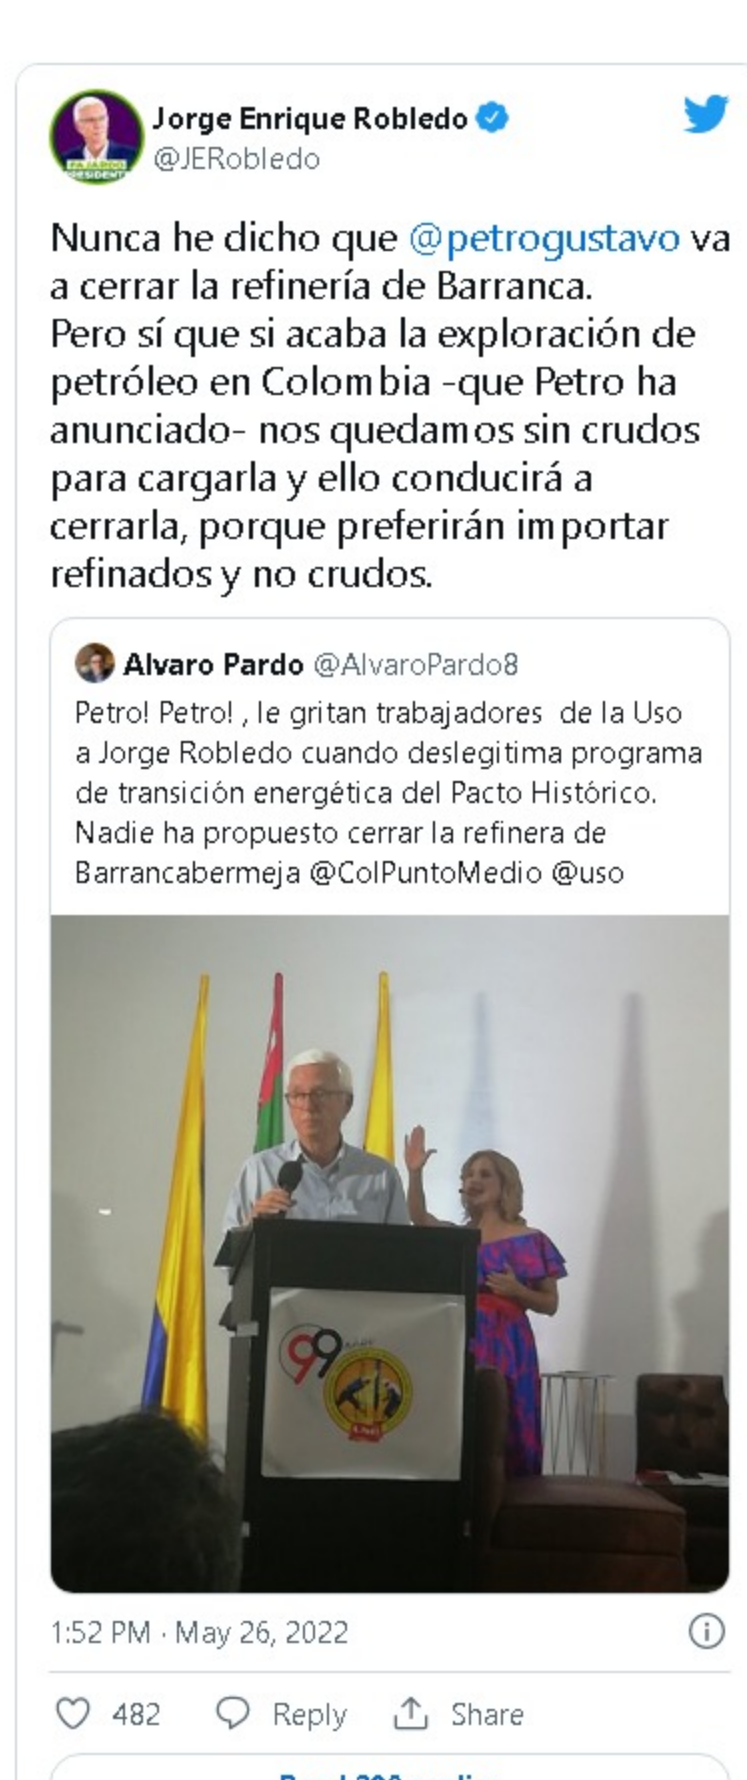 Jorge Enrique Robledo
@JERobledo
Nunca he dicho que @petrogustavo va
a cerrar la refinería de Barranca.
Pero sí que si acaba la exploración de
petróleo en Colombia -que Petro ha
anunciado- nos quedamos sin crudos
para cargarla y ello conducirá a
cerrarla, porque preferirán importar
refinados y no crudos.
Alvaro Pardo @AlvaroPardo8
Petro! Petro! , le gritan trabajadores de la Uso
a Jorge Robledo cuando deslegitima programa
de transición energética del Pacto Histórico.
Nadie ha propuesto cerrar la refinera de
Barrancabermeja @ColPuntoMedio @uso
99
1:52 PM · May 26, 2022
482 Reply Share